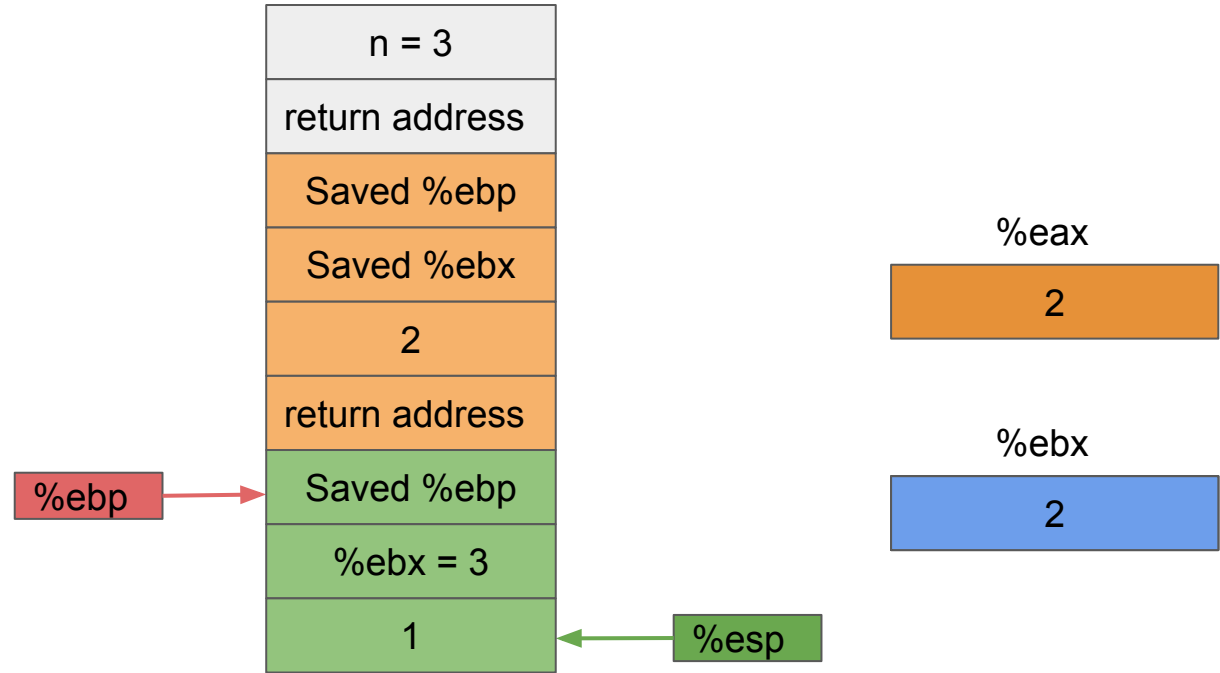 n = 3
return address
Saved %ebp
Saved %ebx
2
return address
Saved %ebp
%ebx = 3
1
%ebp
%esp
%eax
2
%ebx
2